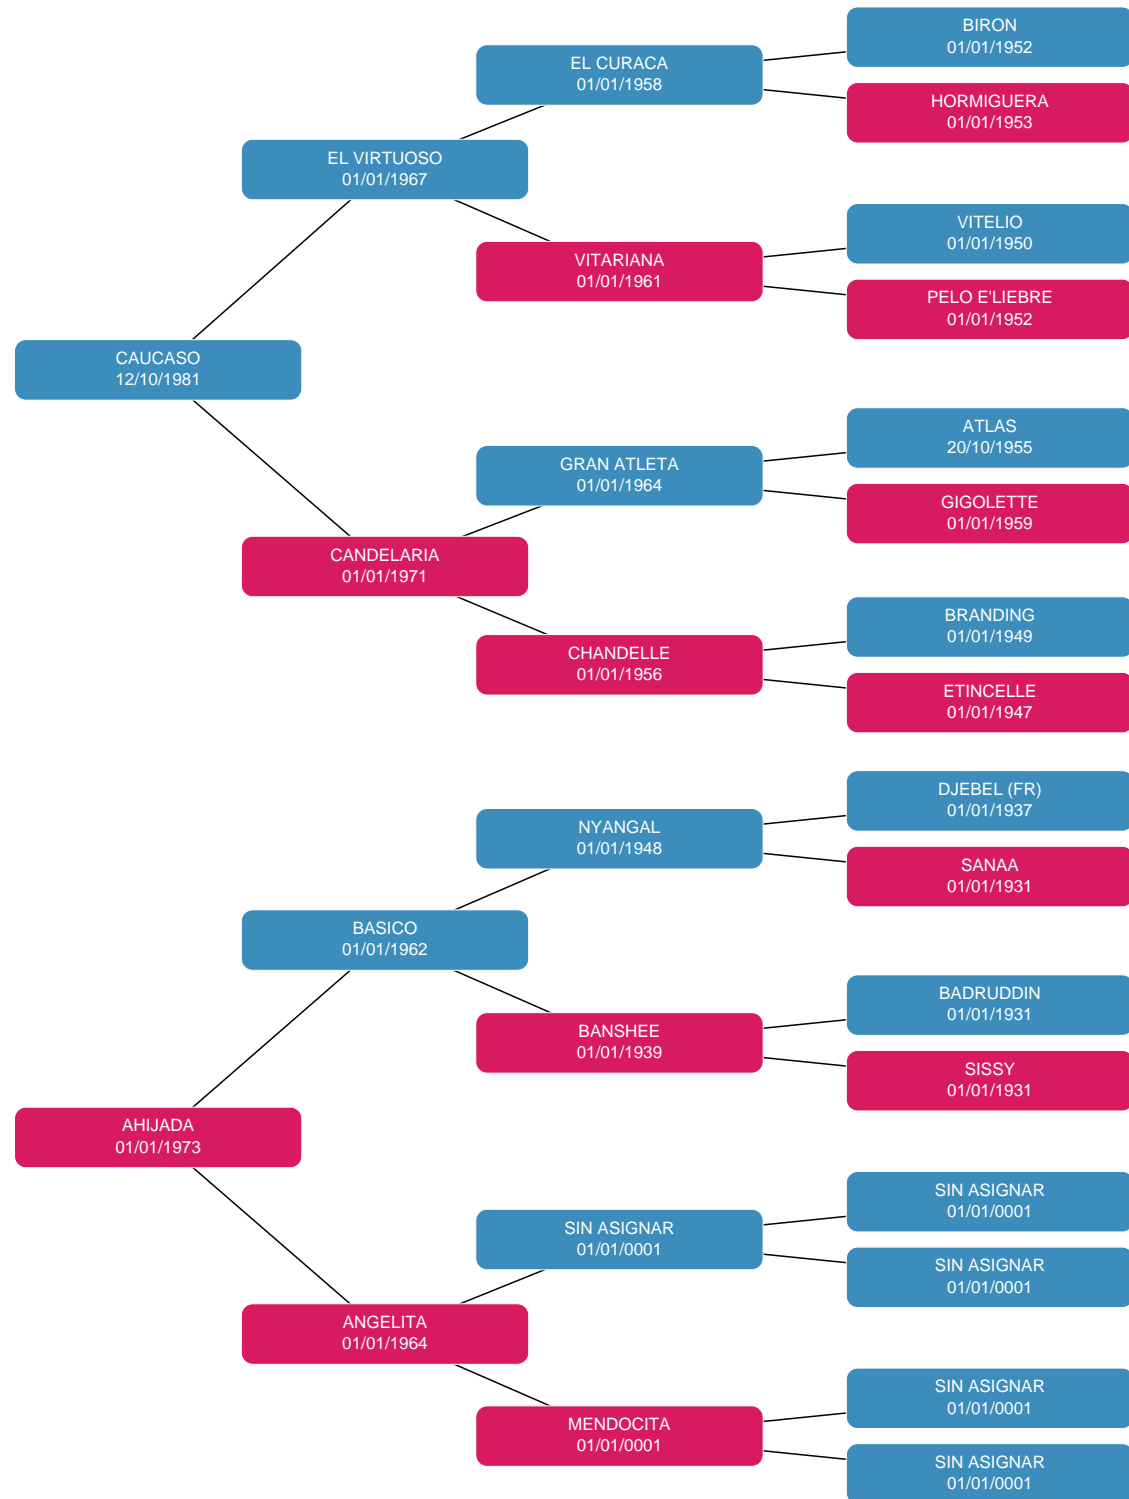 BIRON
01/01/1952
EL CURACA
01/01/1958
HORMIGUERA
01/01/1953
EL VIRTUOSO
01/01/1967
VITELIO
01/01/1950
VITARIANA
01/01/1961
PELO E'LIEBRE
01/01/1952
CAUCASO
12/10/1981
ATLAS
20/10/1955
GRAN ATLETA
01/01/1964
GIGOLETTE
01/01/1959
CANDELARIA
01/01/1971
BRANDING
01/01/1949
CHANDELLE
01/01/1956
ETINCELLE
01/01/1947
DJEBEL (FR)
01/01/1937
NYANGAL
01/01/1948
SANAA
01/01/1931
BASICO
01/01/1962
BADRUDDIN
01/01/1931
BANSHEE
01/01/1939
SISSY
01/01/1931
AHIJADA
01/01/1973
SIN ASIGNAR
01/01/0001
SIN ASIGNAR
01/01/0001
SIN ASIGNAR
01/01/0001
ANGELITA
01/01/1964
SIN ASIGNAR
01/01/0001
MENDOCITA
01/01/0001
SIN ASIGNAR
01/01/0001